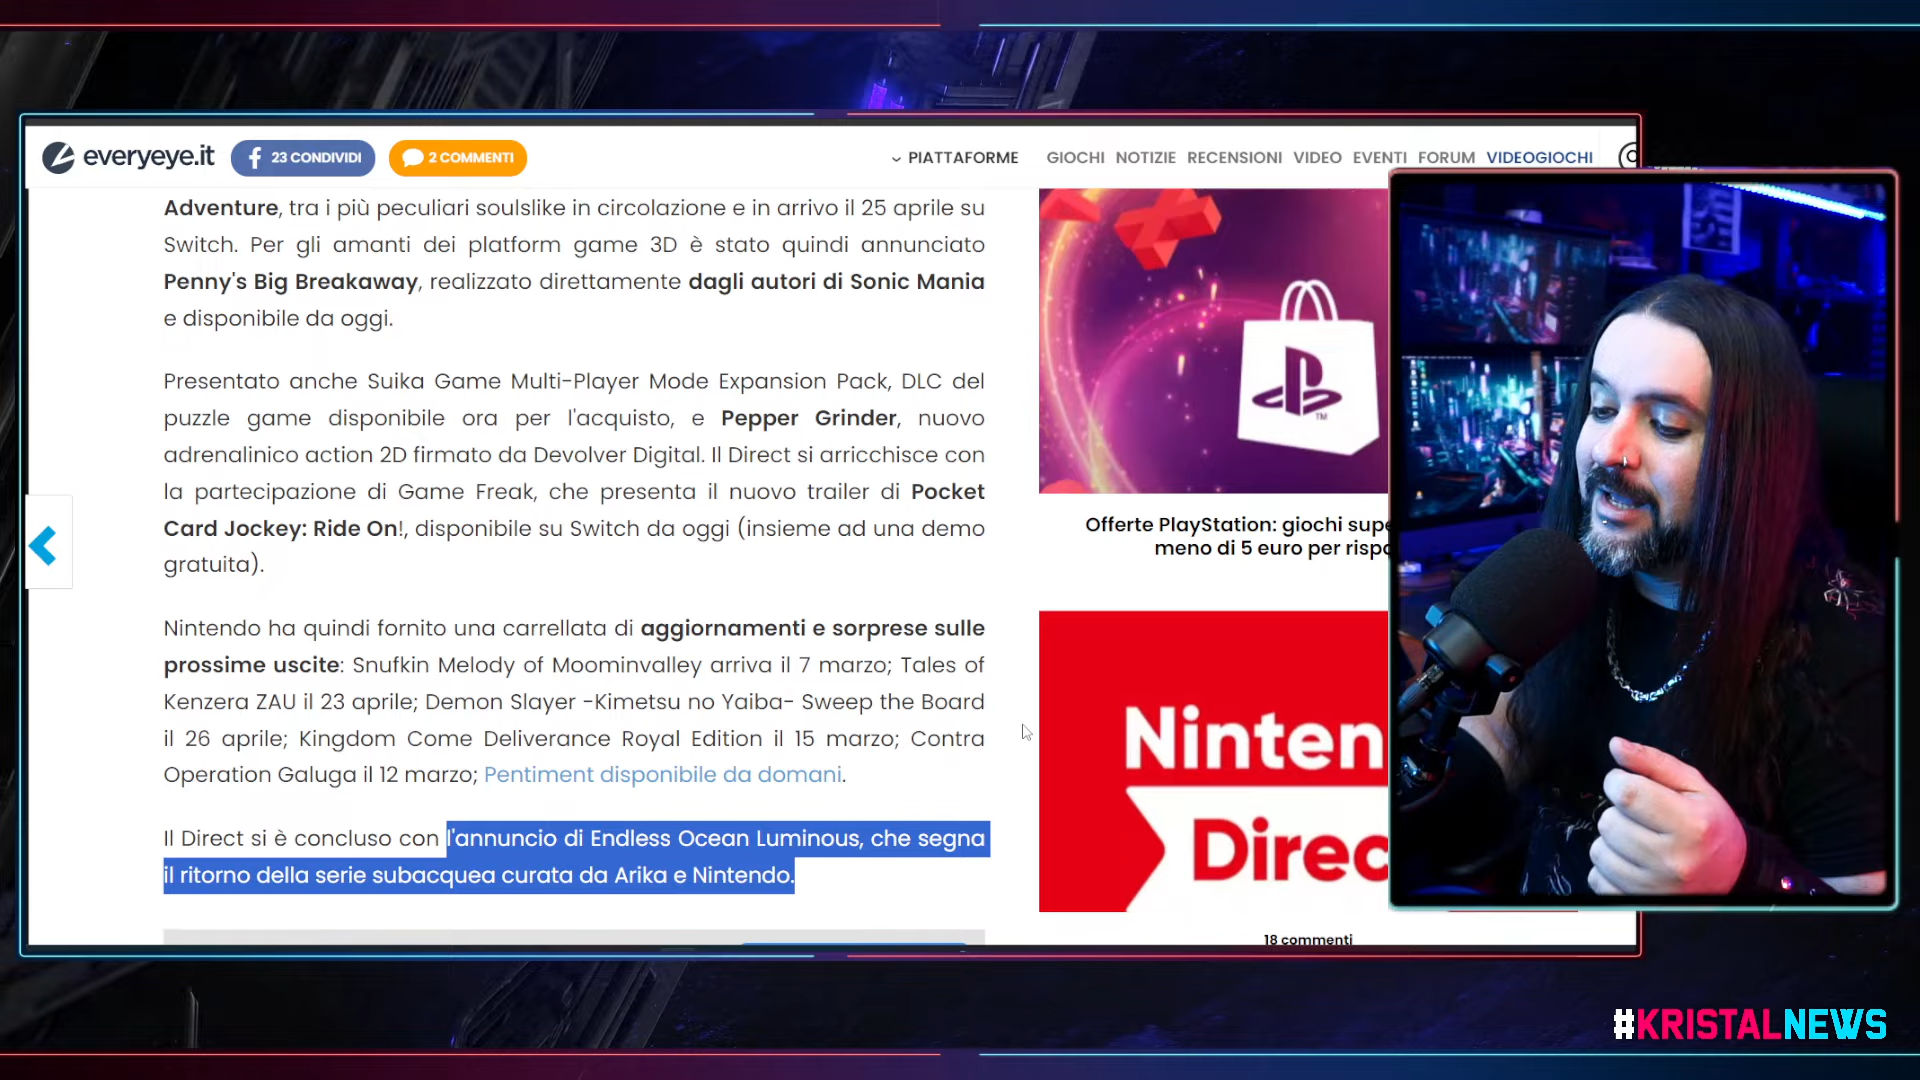 everyeye.it
23 CONDIVIDI
2 COMMENTI
PIATTAFORME
GIOCHI
NOTIZIE
RECENSIONI
VIDEO
EVENTI
FORUM
VIDEOGIOCHI
Adventure, tra i più peculiari soulslike in circolazione e in arrivo il 25 aprile su
Switch. Per gli amanti dei platform game 3D è stato quindi annunciato
Penny's Big Breakaway, realizzato direttamente dagli autori di Sonic Mania
e disponibile da oggi.
Presentato anche Suika Game Multi-Player Mode Expansion Pack, DLC del
puzzle game disponibile ora per l'acquisto, e Pepper Grinder, nuovo
adrenalinico action 2D firmato da Devolver Digital. Il Direct si arricchisce con
la partecipazione di Game Freak, che presenta il nuovo trailer di Pocket
Card Jockey: Ride On!, disponibile su Switch da oggi (insieme ad una demo
gratuita).
Nintendo ha quindi fornito una carrellata di aggiornamenti e sorprese sulle
prossime uscite: Snufkin Melody of Moominvalley arriva il 7 marzo; Tales of
Kenzera ZAU il 23 aprile; Demon Slayer -Kimetsu no Yaiba- Sweep the Board
il 26 aprile; Kingdom Come Deliverance Royal Edition il 15 marzo; Contra
Operation Galuga il 12 marzo; Pentiment disponibile da domani.
Il Direct si è concluso con l'annuncio di Endless Ocean Luminous, che segna
il ritorno della serie subacquea curata da Arika e Nintendo.
TM
Offerte PlayStation: giochi supe
meno di 5 euro per rispa
Ninten
Direc
18 commenti
#KRISTALNEWS